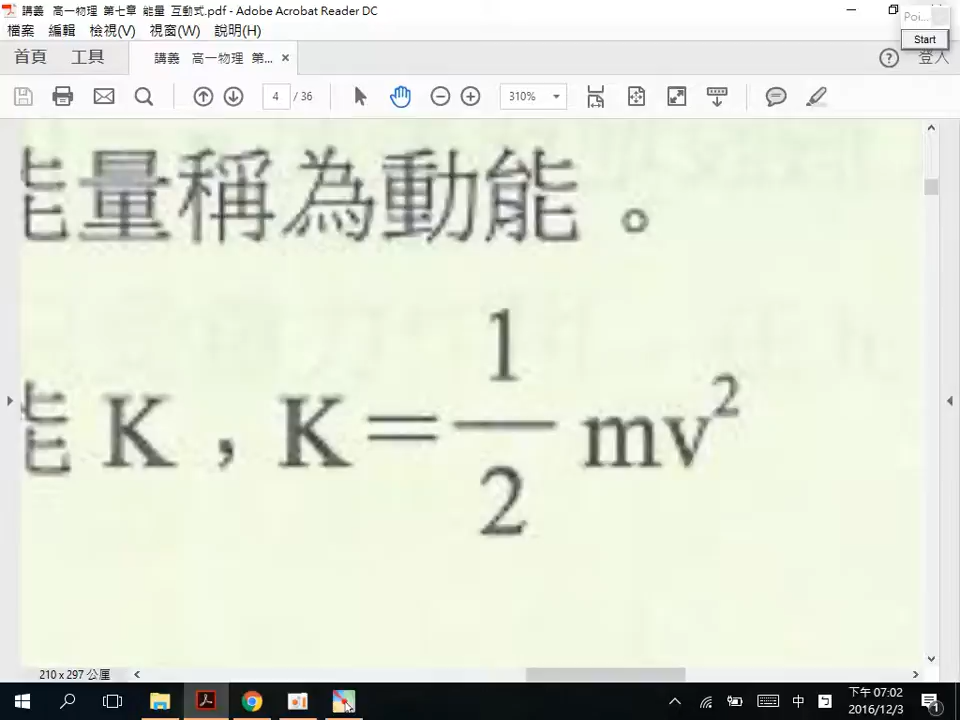 講義 高一物理 第七章 能量 互動式.pdf - Adobe Acrobat Reader DC
Poi...
檔案 編輯 檢視(V) 視窗(W) 說明(H)
Start
首頁 工具 講義 高一物理 第... × ? 登入
4 / 36 310%
能量稱為動能。
能 K，K＝1/2 mv²
210 x 297 公厘
中 下午 07:02
2016/12/3 1